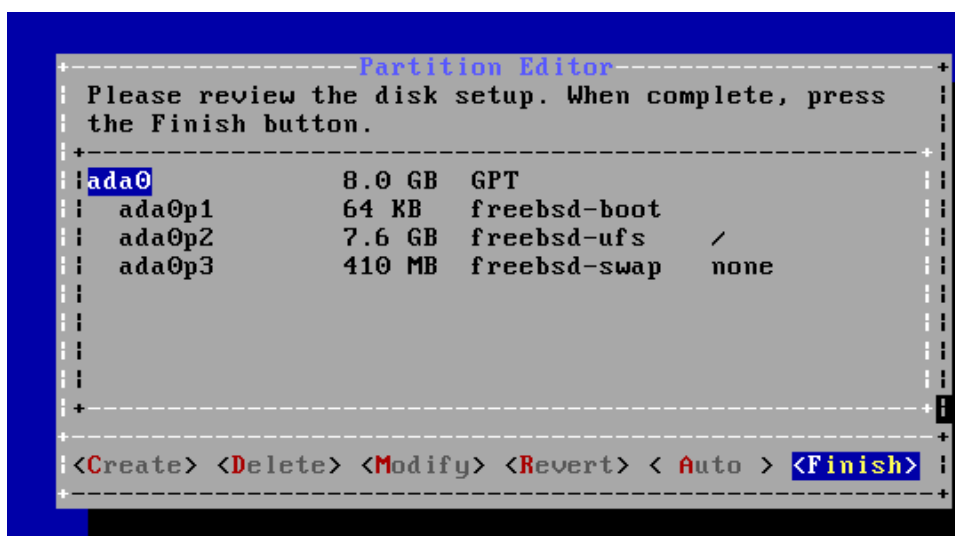 Partition Editor
Please review the disk setup. When complete, press
the Finish button.
ada0 8.0 GB GPT
ada0p1 64 KB freebsd-boot
ada0p2 7.6 GB freebsd-ufs /
ada0p3 410 MB freebsd-swap none
<Create> <Delete> <Modify> <Revert> < Auto > <Finish>